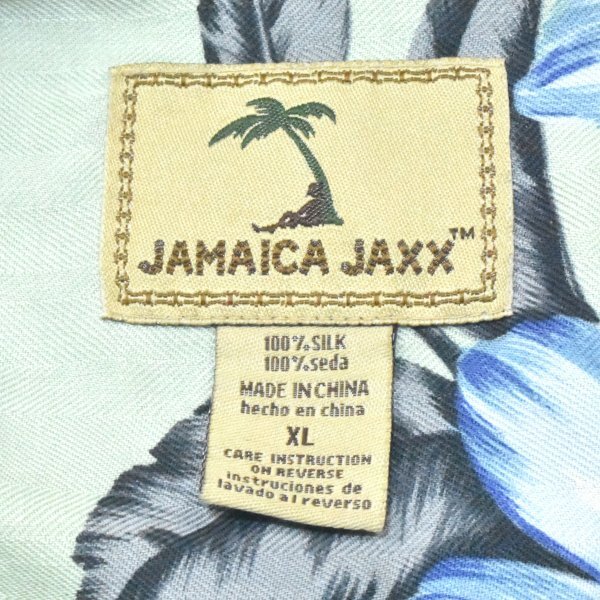 JAMAICA JAXX™
100% SILK
100% seda
MADE IN CHINA
hecho en china
XL
CARE INSTRUCTION
ON REVERSE
instruciones de
lavado al reverso